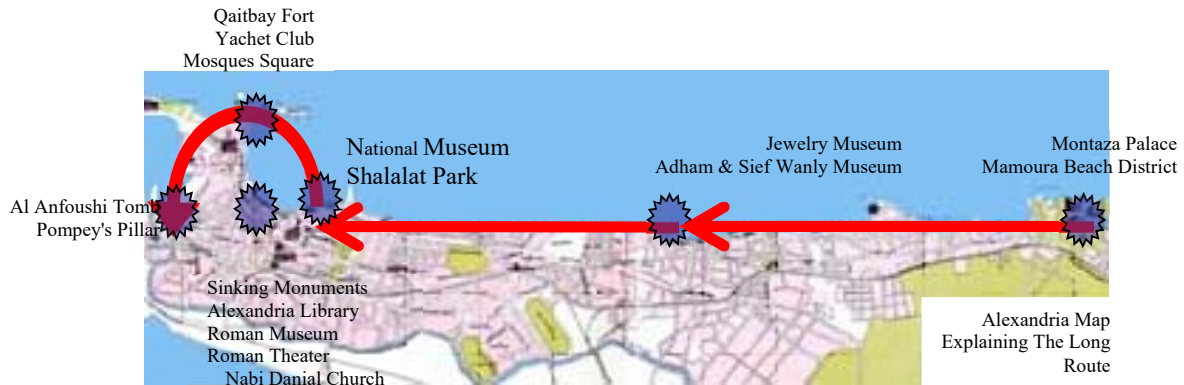 Qaitbay Fort
Yachet Club
Mosques Square
National Museum
Shalalat Park
Jewelry Museum
Adham & Sief Wanly Museum
Montaza Palace
Mamoura Beach District
Al Anfoushi Tomb
Pompey's Pillar
Sinking Monuments
Alexandria Library
Roman Museum
Roman Theater
Nabi Danial Church
Alexandria Map
Explaining The Long
Route